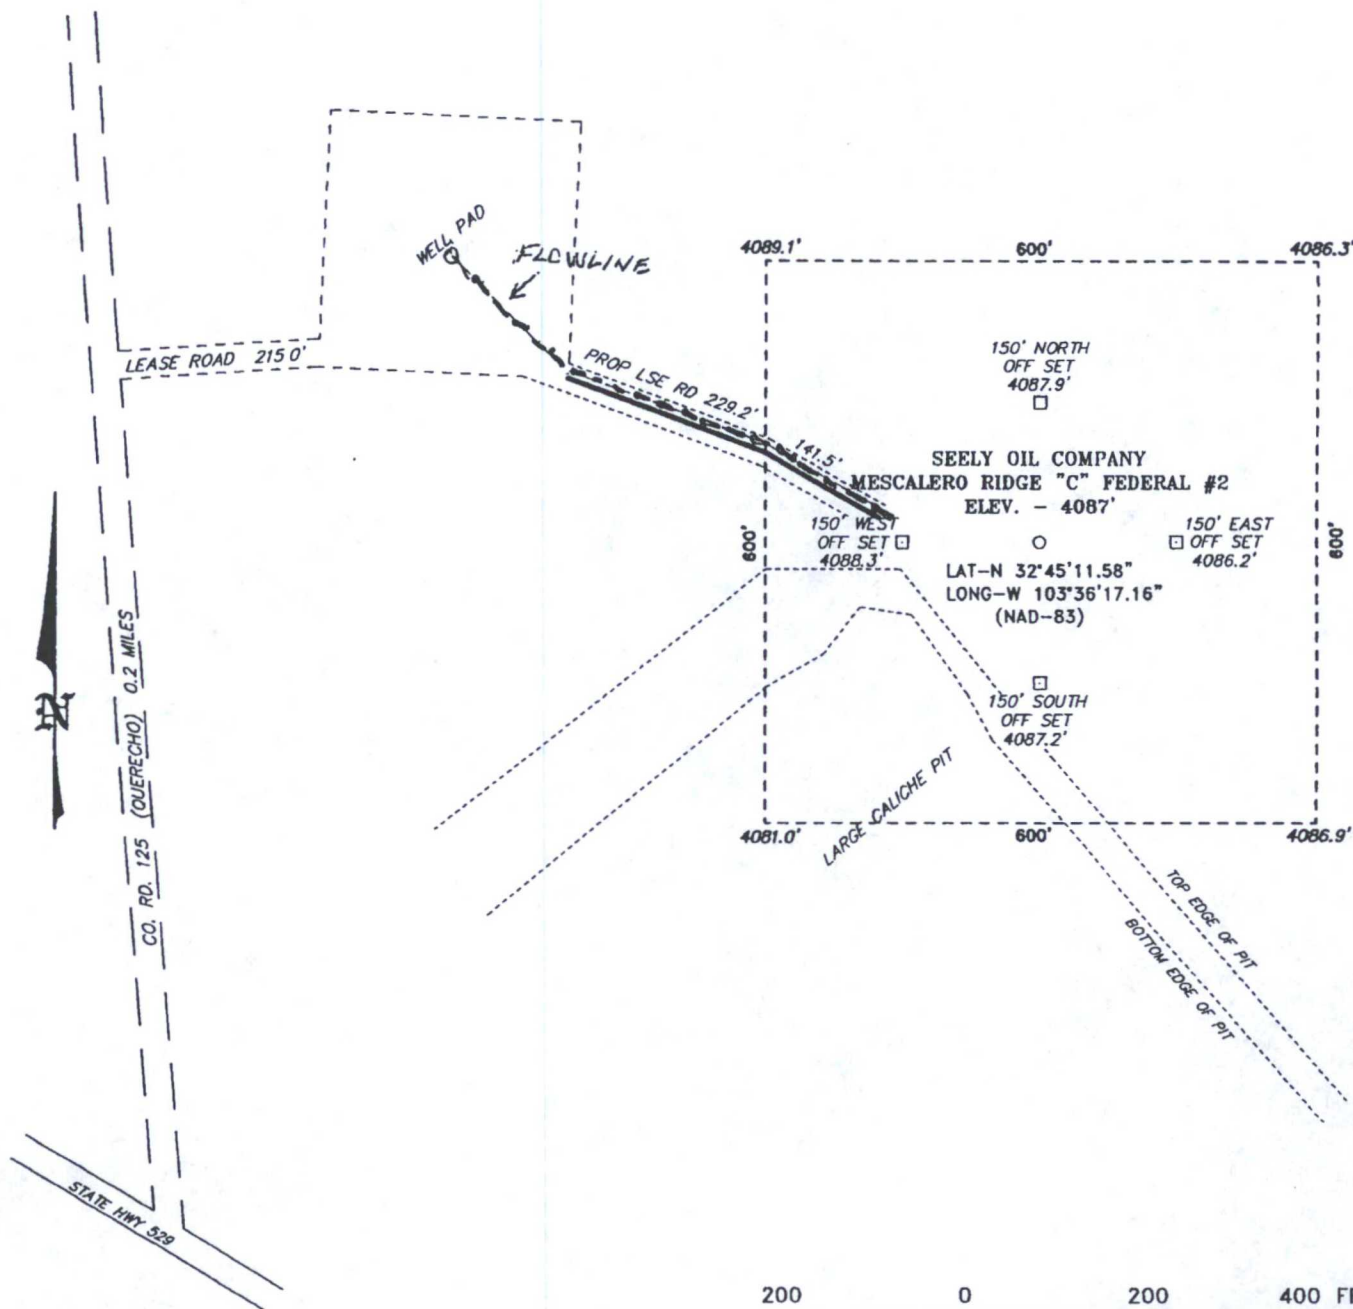 WELL PAD
FLOWLINE
4089.1'
600'
4086.3'
LEASE ROAD 215.0'
PROP LSE RD 229.2'
141.5'
150' NORTH
OFF SET
4087.9'
SEELY OIL COMPANY
MESCALERO RIDGE "C" FEDERAL #2
ELEV. - 4087'
600'
150' WEST
OFF SET
4088.3'
150' EAST
OFF SET
4086.2'
600'
LAT-N 32°45'11.58"
LONG-W 103°36'17.16"
(NAD-83)
CO. RD. 125 (QUERECHO) 0.2 MILES
N
150' SOUTH
OFF SET
4087.2'
LARGE CALICHE PIT
4081.0'
600'
4086.9'
TOP EDGE OF PIT
BOTTOM EDGE OF PIT
STATE HWY 529
200 0 200 400